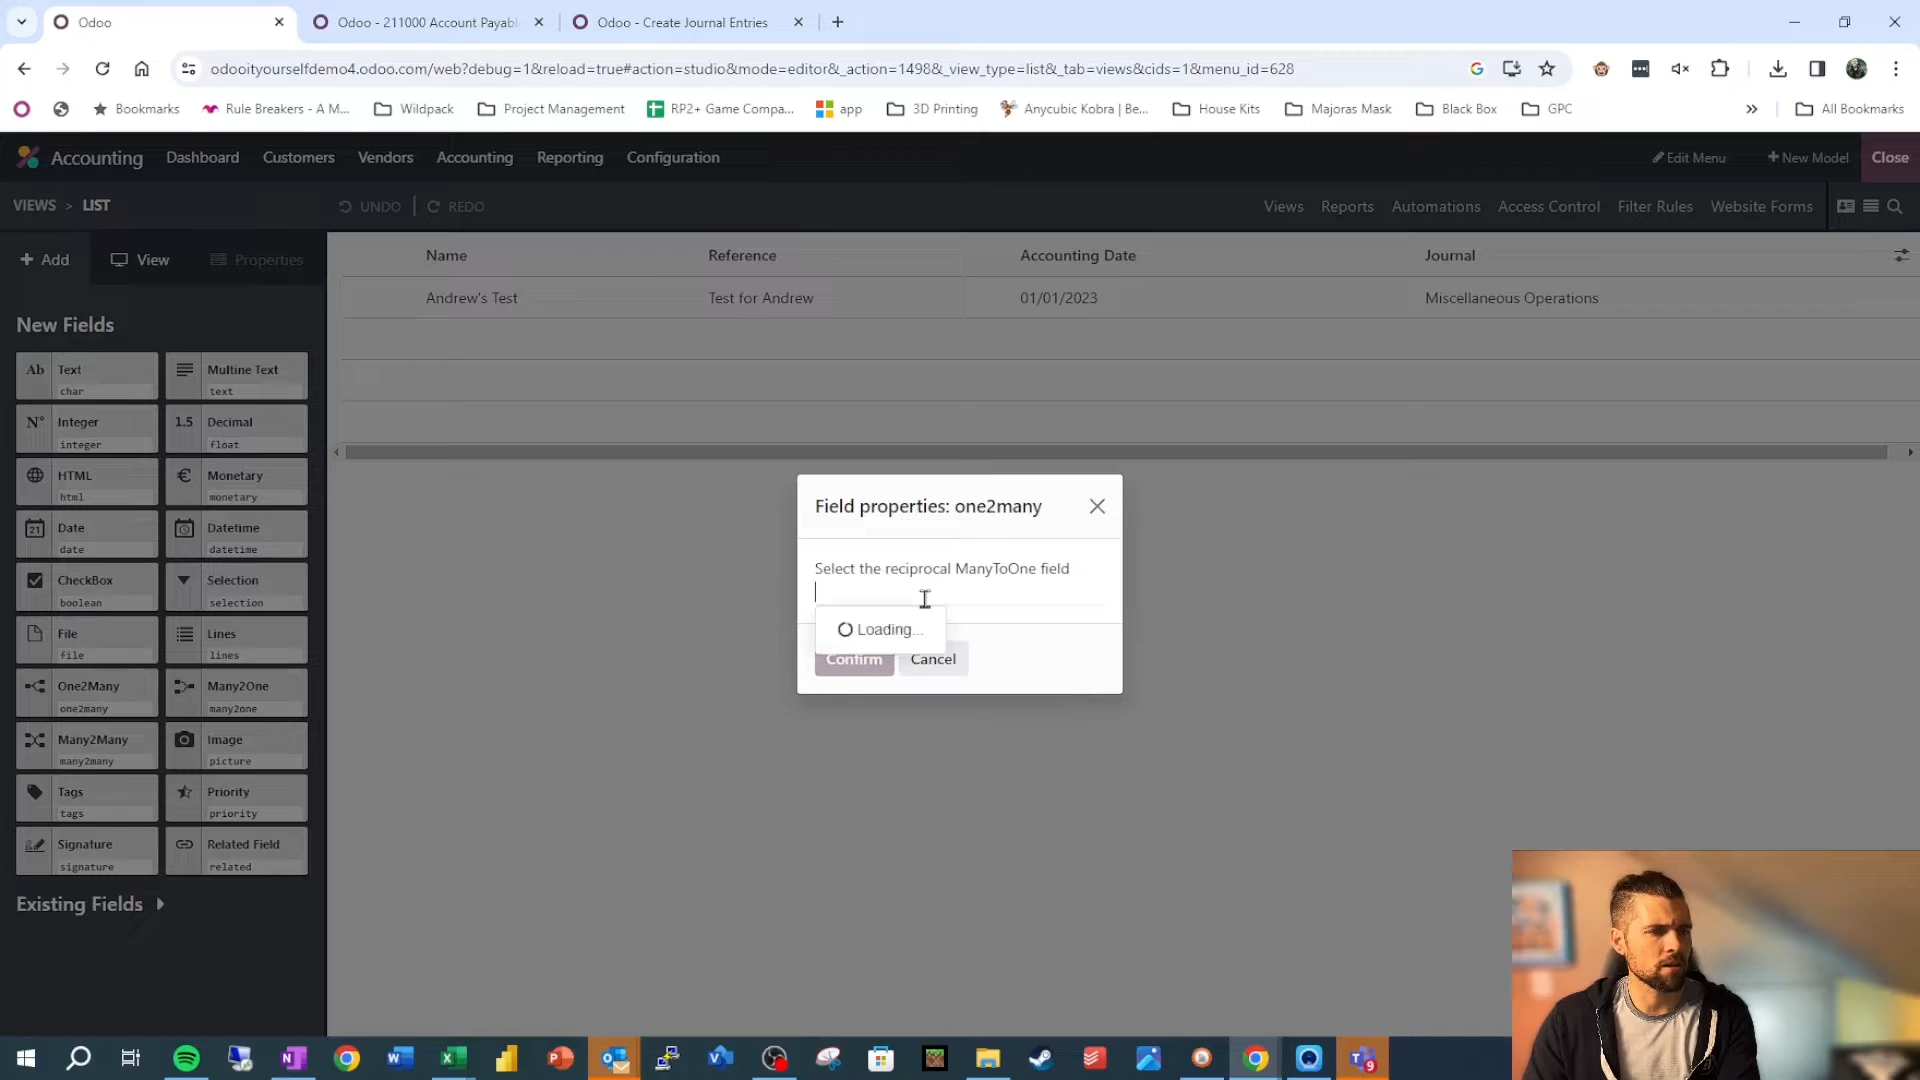 Odoo
Odoo - 211000 Account Payabl
Odoo - Create Journal Entries
odooityourselfdemo4.odoo.com/web?debug=1&reload=true#action=studio&mode=editor&_action=1498&_view_type=list&_tab=views&cids=1&menu_id=628
Bookmarks
Rule Breakers - A M...
Wildpack
Project Management
RP2+ Game Compa...
app
3D Printing
Anycubic Kobra | Be...
House Kits
Majoras Mask
Black Box
GPC
All Bookmarks
Accounting
Dashboard
Customers
Vendors
Accounting
Reporting
Configuration
Edit Menu
New Model
Close
VIEWS > LIST
UNDO
REDO
Views
Reports
Automations
Access Control
Filter Rules
Website Forms
Add
View
Properties
Name
Reference
Accounting Date
Journal
Andrew's Test
Test for Andrew
01/01/2023
Miscellaneous Operations
New Fields
Ab Text
char
Multine Text
text
N° Integer
integer
1.5 Decimal
float
HTML
html
€ Monetary
monetary
21 Date
date
Datetime
datetime
CheckBox
boolean
Selection
selection
File
file
Lines
lines
One2Many
one2many
Many2One
many2one
Many2Many
many2many
Image
picture
Tags
tags
Priority
priority
Signature
signature
Related Field
related
Existing Fields
Field properties: one2many
Select the reciprocal ManyToOne field
Loading...
Confirm
Cancel